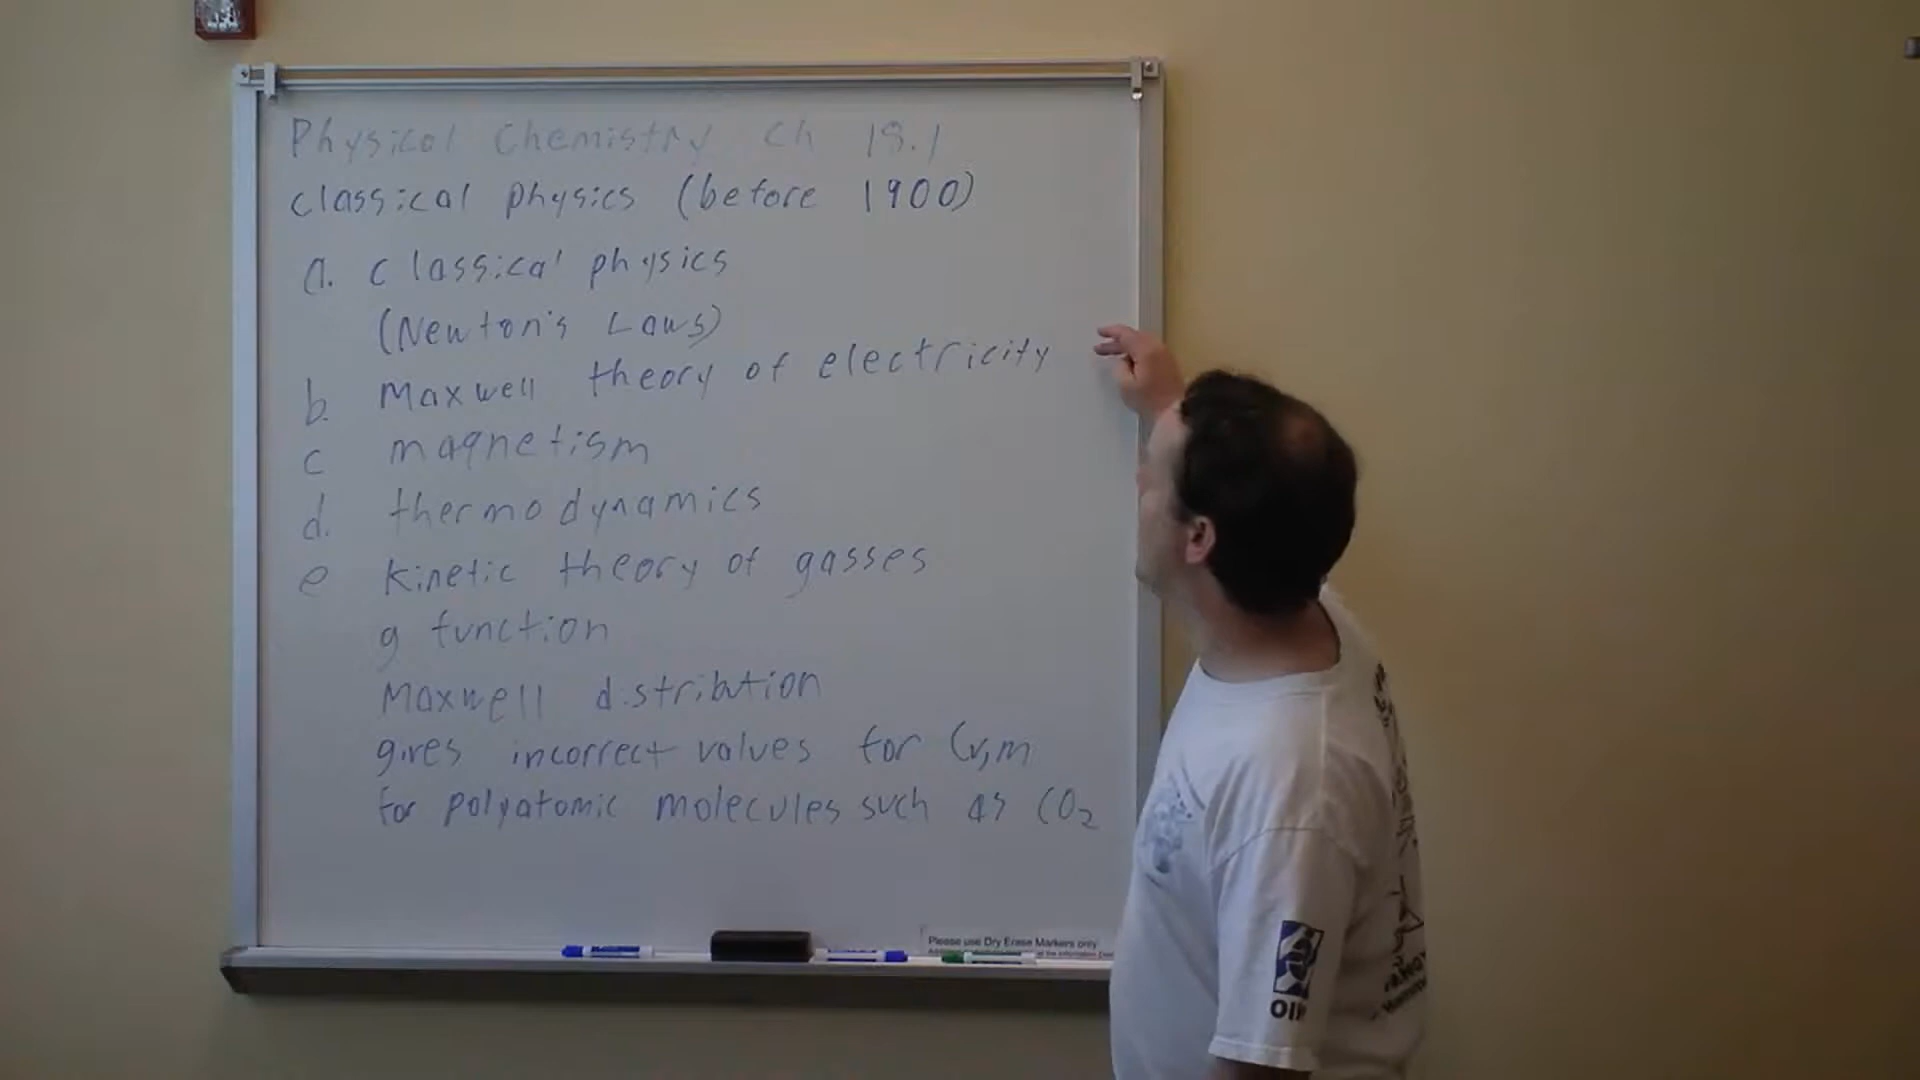 Physical Chemistry Ch 18.1
classical physics (before 1900)
a. classical physics
(Newton's Laws)
b. Maxwell theory of electricity
c magnetism
d. thermodynamics
e kinetic theory of gasses
g function
Maxwell distribution
gives incorrect values for Cv,m
for polyatomic molecules such as CO2
Please use Dry Erase Markers only